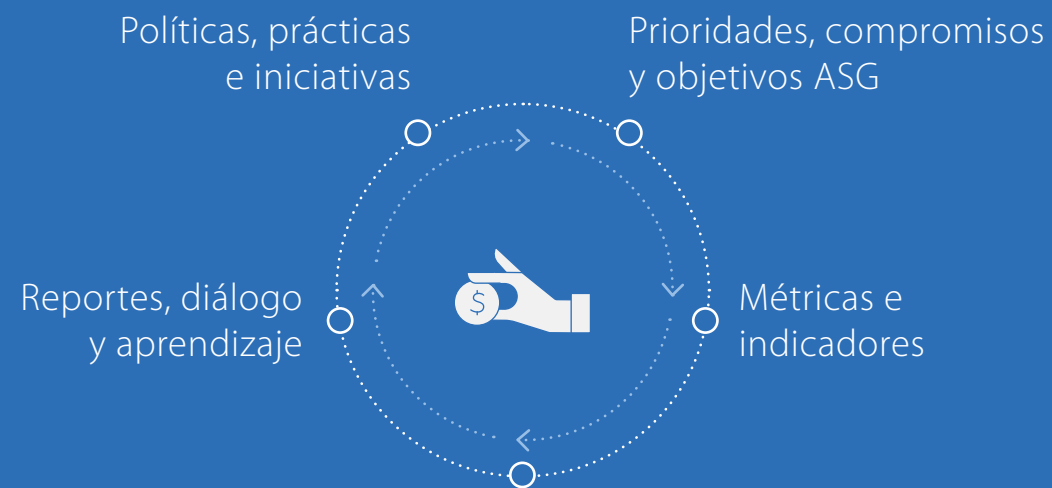 Políticas, prácticas
e iniciativas
Prioridades, compromisos
y objetivos ASG
Reportes, diálogo
y aprendizaje
$
Métricas e
indicadores